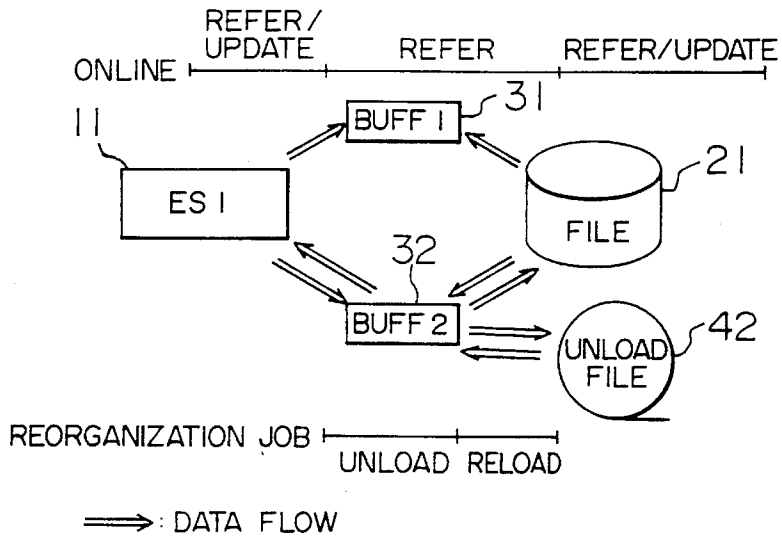 REFER/
UPDATE
REFER
REFER/UPDATE
ONLINE
11
BUFF 1
31
ES 1
21
FILE
32
BUFF 2
42
UNLOAD
FILE
REORGANIZATION JOB
UNLOAD RELOAD
⇒: DATA FLOW